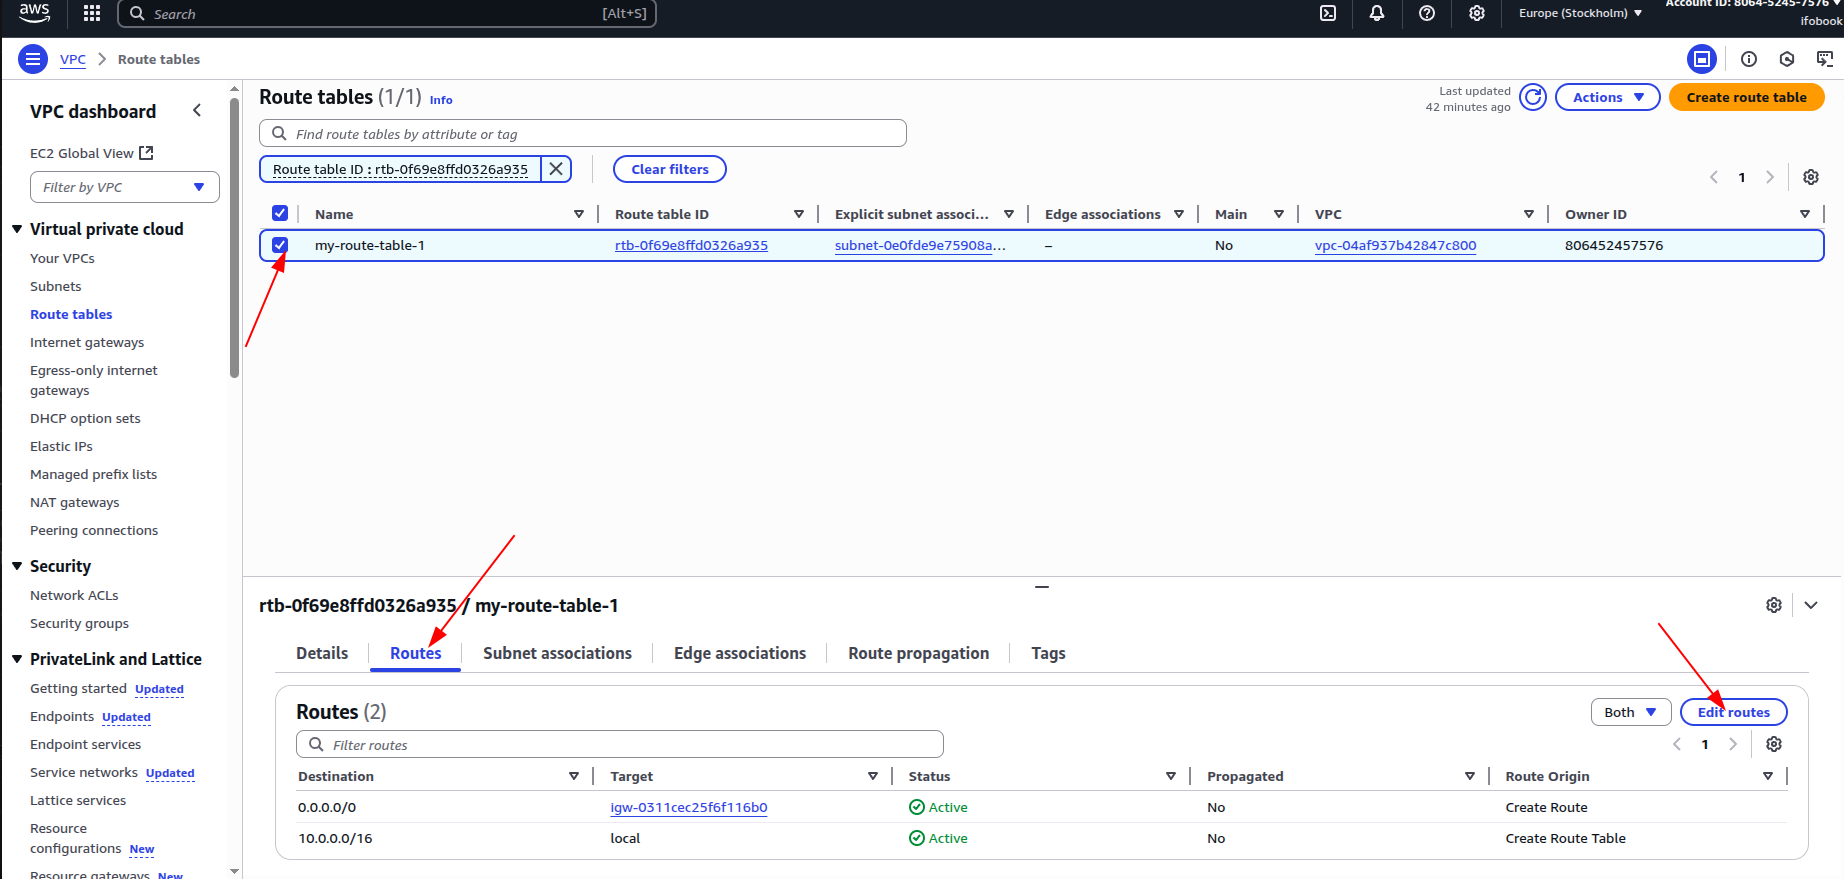 aws
Search [Alt+S]
Europe (Stockholm)
Account ID: 8064-5245-7576
ifobook
VPC > Route tables
VPC dashboard
EC2 Global View
Filter by VPC
Virtual private cloud
Your VPCs
Subnets
Route tables
Internet gateways
Egress-only internet
gateways
DHCP option sets
Elastic IPs
Managed prefix lists
NAT gateways
Peering connections
Security
Network ACLs
Security groups
PrivateLink and Lattice
Getting started Updated
Endpoints Updated
Endpoint services
Service networks Updated
Lattice services
Resource
configurations New
Resource gateways New
Route tables (1/1) Info
Last updated
42 minutes ago
Actions
Create route table
Find route tables by attribute or tag
Route table ID : rtb-0f69e8ffd0326a935
Clear filters
1
Name Route table ID Explicit subnet associ... Edge associations Main VPC Owner ID
my-route-table-1 rtb-0f69e8ffd0326a935 subnet-0e0fde9e75908a... – No vpc-04af937b42847c800 806452457576
rtb-0f69e8ffd0326a935 / my-route-table-1
Details Routes Subnet associations Edge associations Route propagation Tags
Routes (2)
Both
Edit routes
Filter routes
1
Destination Target Status Propagated Route Origin
0.0.0.0/0 igw-0311cec25f6f116b0 Active No Create Route
10.0.0.0/16 local Active No Create Route Table